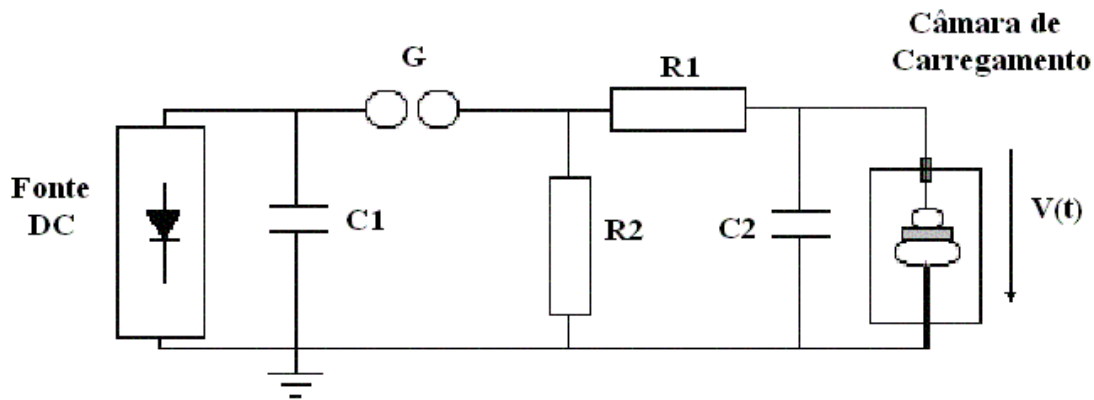 Câmara de
Carregamento
G
R1
Fonte
DC
C1
R2
C2
V(t)